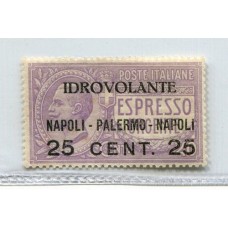 POSTE ITALIANE
IDROVOLANTE
ESPRESSO
NAPOLI - PALERMO - NAPOLI
25 CENT. 25